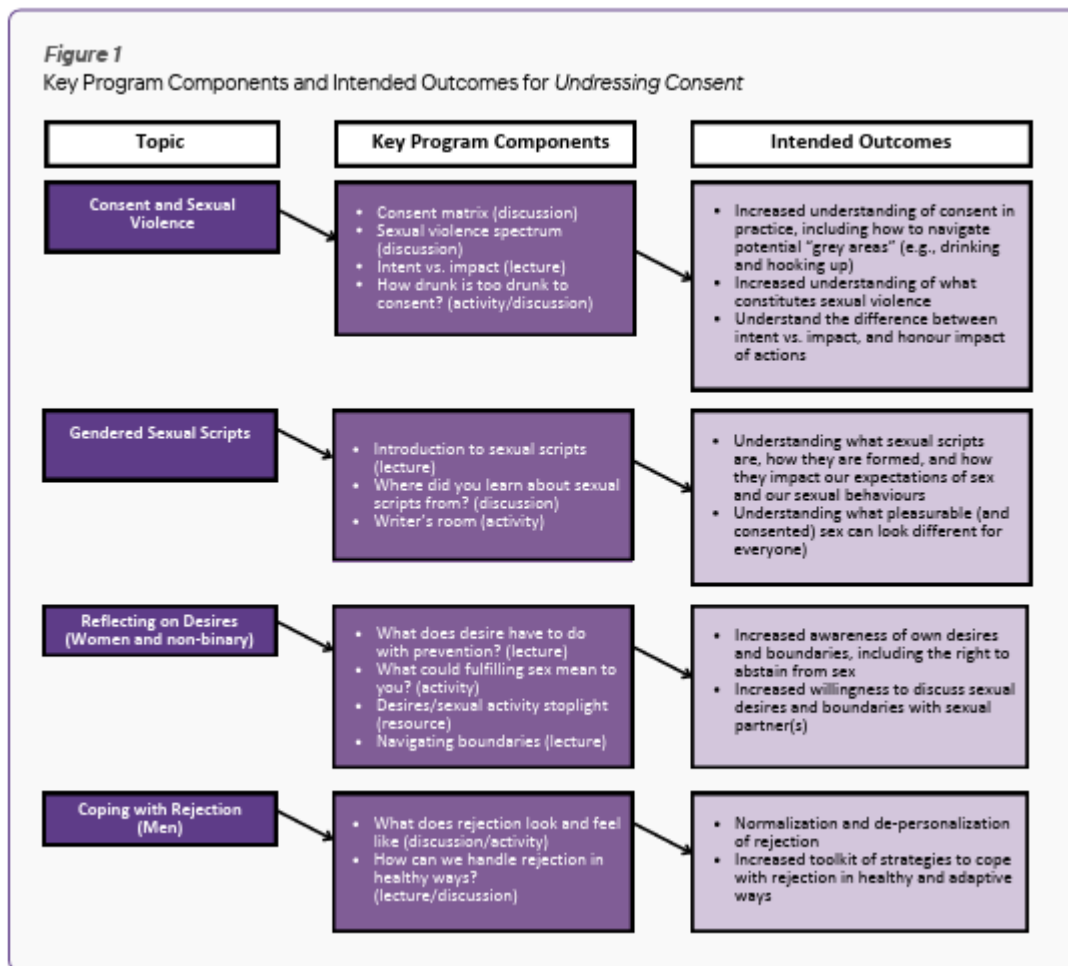 Figure 1
Key Program Components and Intended Outcomes for Undressing Consent
Topic
Key Program Components
Intended Outcomes
Consent and Sexual
Violence
• Consent matrix (discussion)
• Sexual violence spectrum
(discussion)
• Intent vs. impact (lecture)
• How drunk is too drunk to
consent? (activity/discussion)
• Increased understanding of consent in
practice, including how to navigate
potential “grey areas” (e.g., drinking
and hooking up)
• Increased understanding of what
constitutes sexual violence
• Understand the difference between
intent vs. impact, and honour impact
of actions
Gendered Sexual Scripts
• Introduction to sexual scripts
(lecture)
• Where did you learn about sexual
scripts from? (discussion)
• Writer's room (activity)
• Understanding what sexual scripts
are, how they are formed, and how
they impact our expectations of sex
and our sexual behaviours
• Understanding what pleasurable (and
consented) sex can look different for
everyone)
Reflecting on Desires
(Women and non-binary)
• What does desire have to do
with prevention? (lecture)
• What could fulfilling sex mean to
you? (activity)
• Desires/sexual activity stoplight
(resource)
• Navigating boundaries (lecture)
• Increased awareness of own desires
and boundaries, including the right to
abstain from sex
• Increased willingness to discuss sexual
desires and boundaries with sexual
partner(s)
Coping with Rejection
(Men)
• What does rejection look and feel
like (discussion/activity)
• How can we handle rejection in
healthy ways?
(lecture/discussion)
• Normalization and de-personalization
of rejection
• Increased toolkit of strategies to cope
with rejection in healthy and adaptive
ways